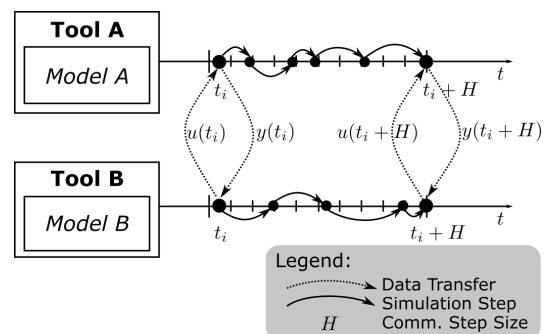 Tool A
Model A
t_i
t_i + H
t
u(t_i)
y(t_i)
u(t_i + H)
y(t_i + H)
Tool B
Model B
t_i
t_i + H
t
Legend:
Data Transfer
Simulation Step
H Comm. Step Size